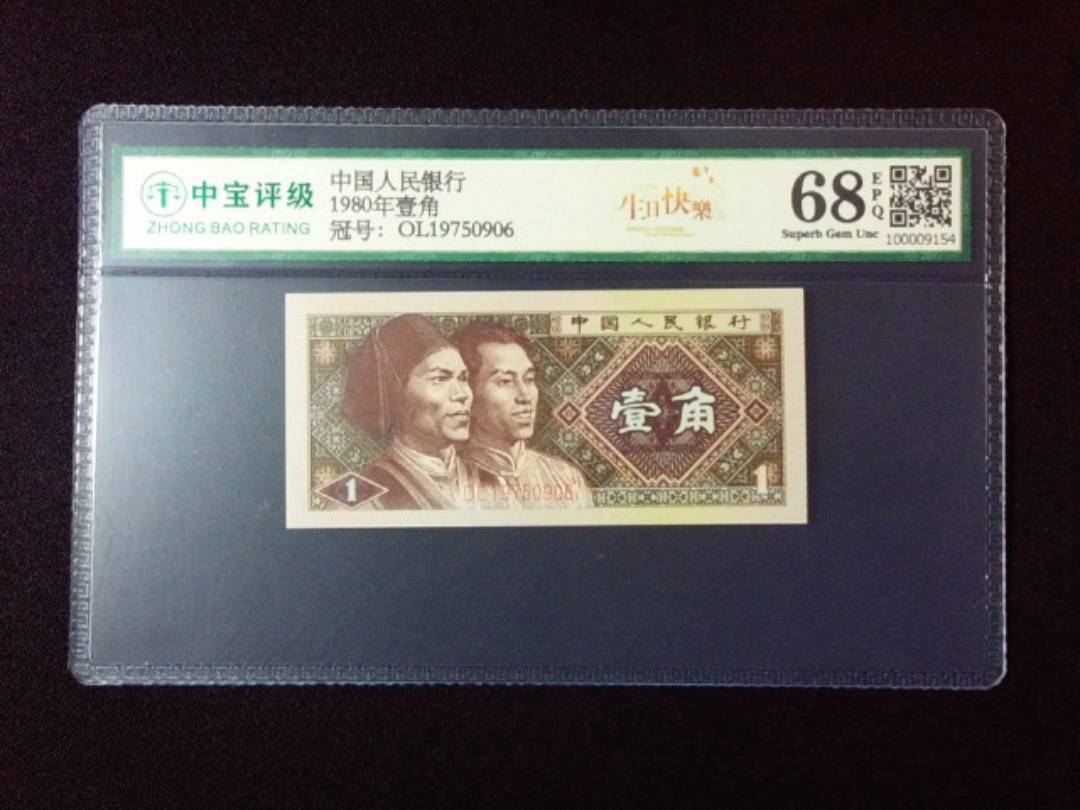 中宝评级
ZHONG BAO RATING
中国人民银行
1980年壹角
冠号：OL19750906
生日快樂
68
EPQ
Superb Gem Unc
100009154
中国人民银行
壹角
1
OL19750906
1